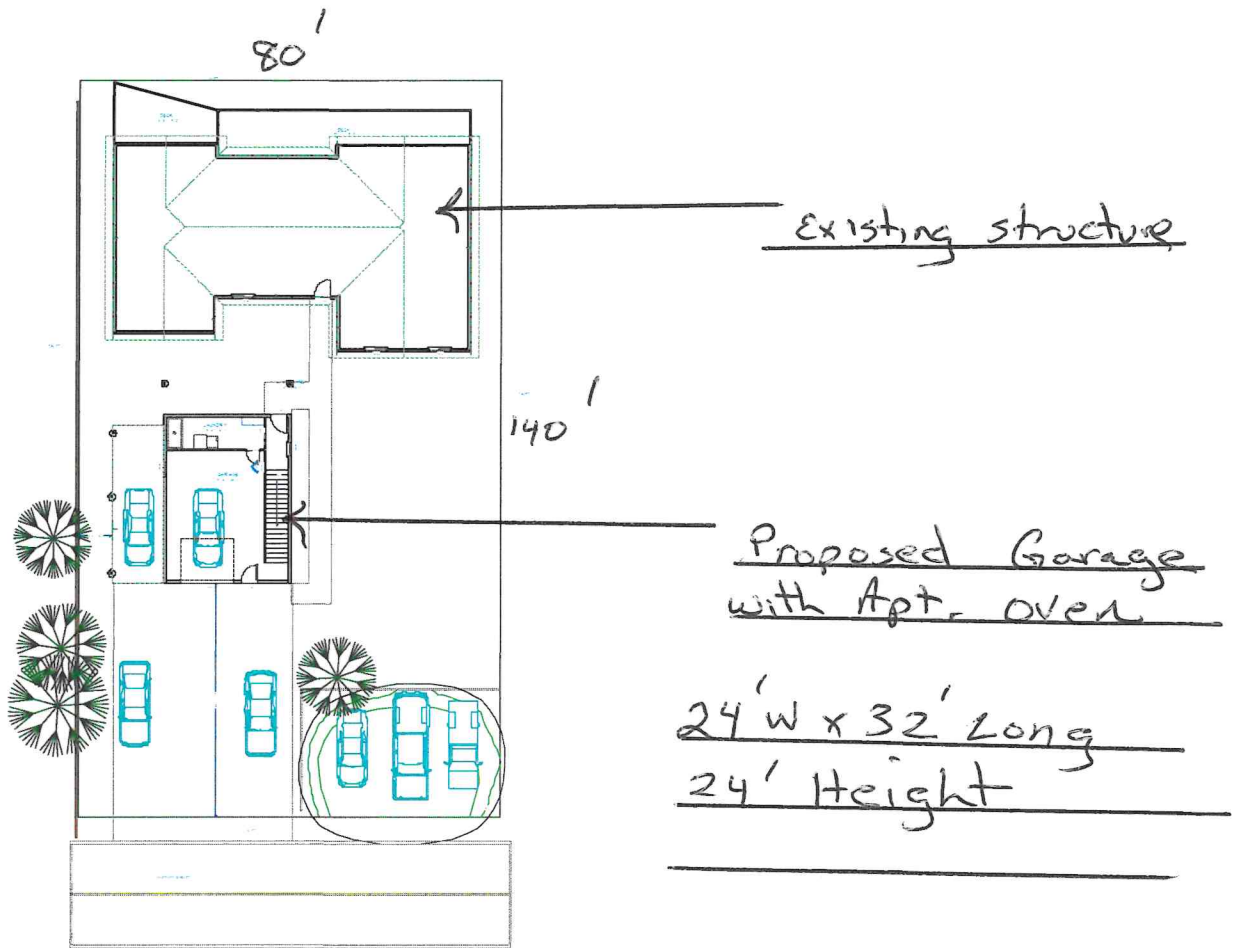 80'
Existing structure
140'
Proposed Garage
with Apt. over
24' W x 32' Long
24' Height